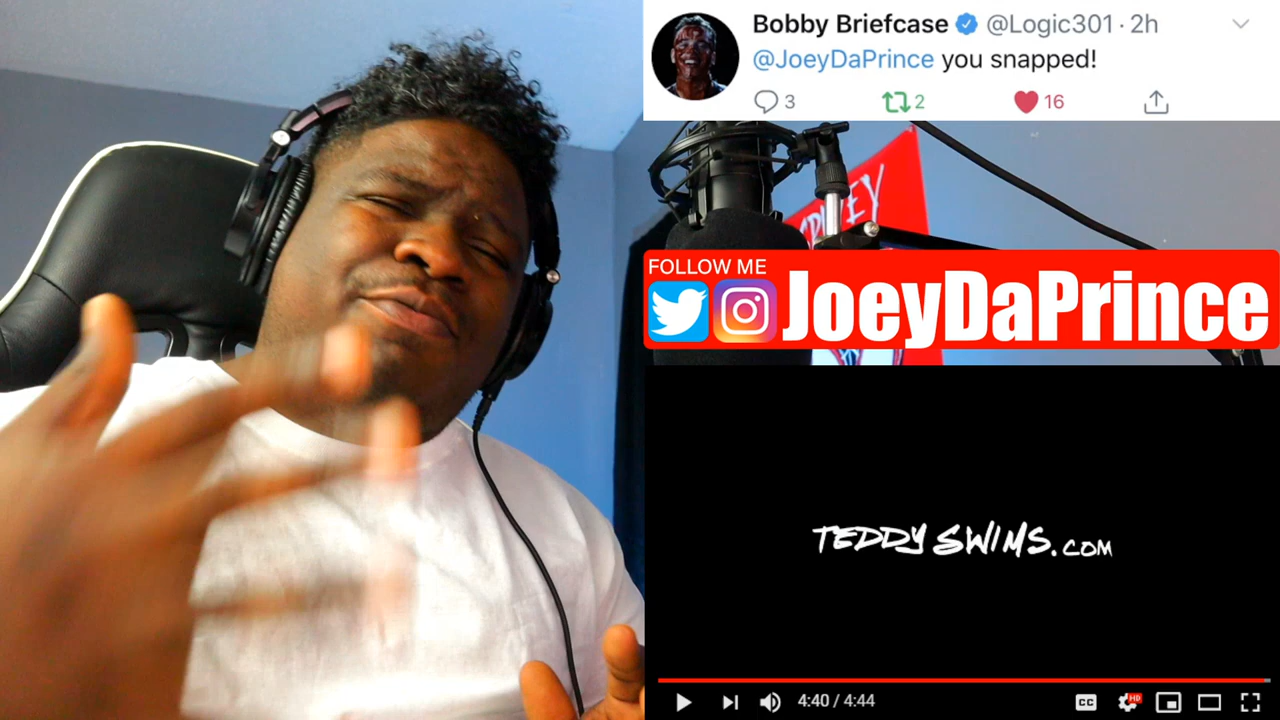 Bobby Briefcase @Logic301 · 2h
@JoeyDaPrince you snapped!
3 2 16
FOLLOW ME
JoeyDaPrince
TEDDY SWIMS.COM
4:40 / 4:44
CC
HD